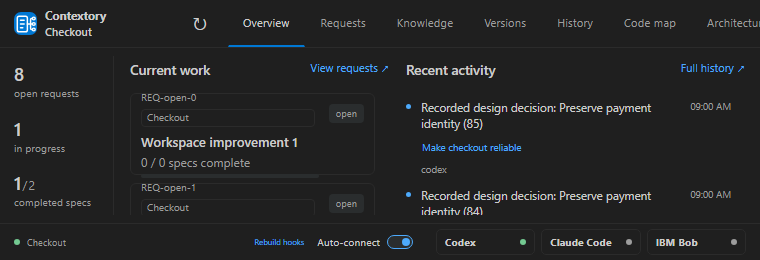 Contextory
Checkout
Overview
Requests
Knowledge
Versions
History
Code map
Architectu
8
open requests
1
in progress
1/2
completed specs
Current work
View requests ↗
REQ-open-0
Checkout
open
Workspace improvement 1
0 / 0 specs complete
REQ-open-1
Checkout
open
Recent activity
Full history ↗
Recorded design decision: Preserve payment
identity (85)
09:00 AM
Make checkout reliable
codex
Recorded design decision: Preserve payment
identity (84)
09:00 AM
Checkout
Rebuild hooks
Auto-connect
Codex
Claude Code
IBM Bob